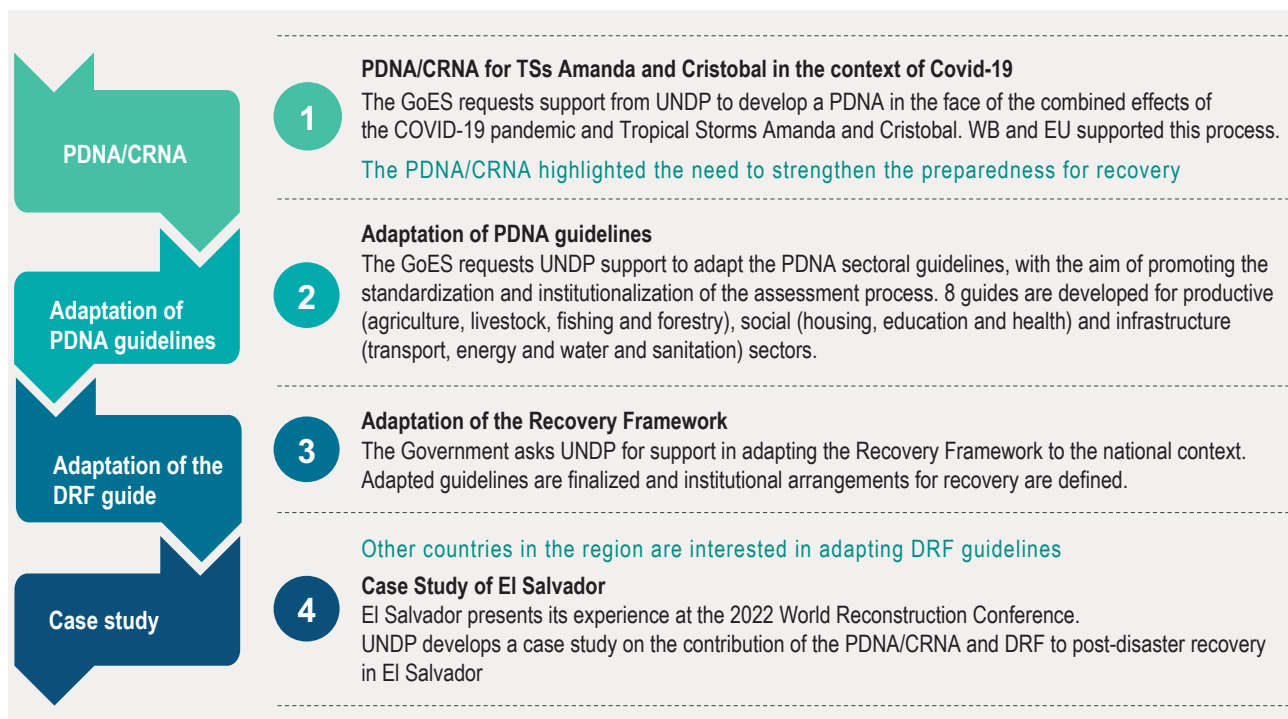 PDNA/CRNA
1
PDNA/CRNA for TSs Amanda and Cristobal in the context of Covid-19
The GoES requests support from UNDP to develop a PDNA in the face of the combined effects of
the COVID-19 pandemic and Tropical Storms Amanda and Cristobal. WB and EU supported this process.
The PDNA/CRNA highlighted the need to strengthen the preparedness for recovery
Adaptation of
PDNA guidelines
2
Adaptation of PDNA guidelines
The GoES requests UNDP support to adapt the PDNA sectoral guidelines, with the aim of promoting the
standardization and institutionalization of the assessment process. 8 guides are developed for productive
(agriculture, livestock, fishing and forestry), social (housing, education and health) and infrastructure
(transport, energy and water and sanitation) sectors.
Adaptation of the
DRF guide
3
Adaptation of the Recovery Framework
The Government asks UNDP for support in adapting the Recovery Framework to the national context.
Adapted guidelines are finalized and institutional arrangements for recovery are defined.
Other countries in the region are interested in adapting DRF guidelines
Case study
4
Case Study of El Salvador
El Salvador presents its experience at the 2022 World Reconstruction Conference.
UNDP develops a case study on the contribution of the PDNA/CRNA and DRF to post-disaster recovery
in El Salvador